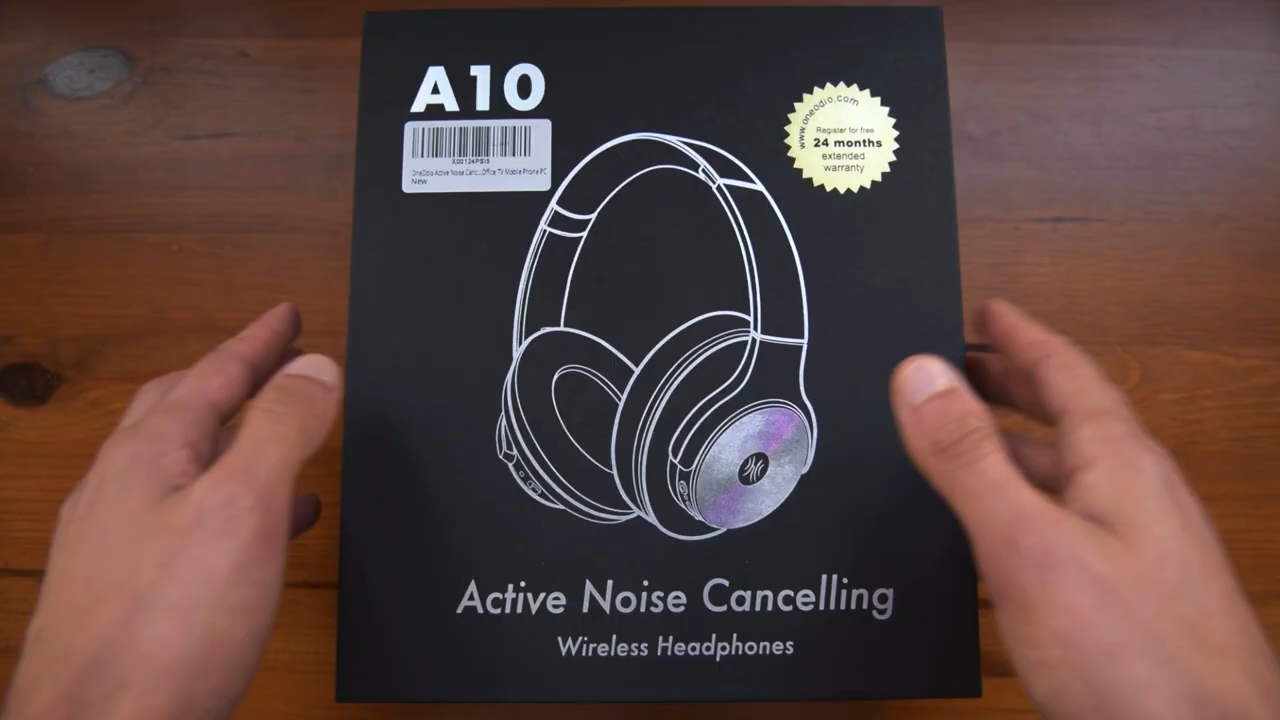 A10
X00124PSI5
OneOdio Active Noise Canc...Office TV Mobile Phone PC
New
www.oneodio.com
Register for free
24 months
extended
warranty
Active Noise Cancelling
Wireless Headphones